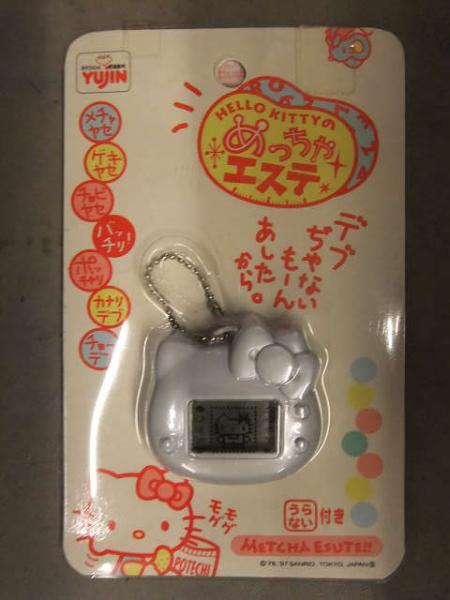 YUJIN
HELLO KITTYの
めっちゃ
エステ
メチャ
ヤセ
ゲキ
ヤセ
チョビ
ヤセ
バッ
チリ!
ポッ
チャリ
カナリ
デブ
チョー
デブ
デブ
ぢゃない
もーん
あしたから。
モゲ
モゲ
POTECHI
うら
ない
付き
METCHA ESUTE!!
©'76,'97 SANRIO, TOKYO, JAPAN